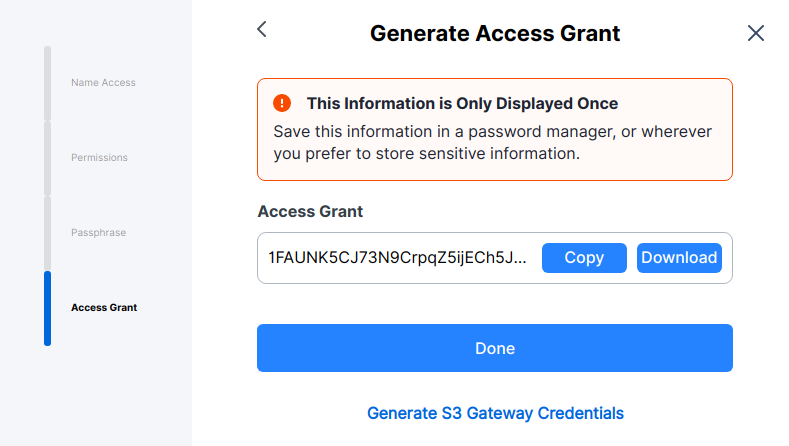 Name Access
Permissions
Passphrase
Access Grant
Generate Access Grant
This Information is Only Displayed Once
Save this information in a password manager, or wherever
you prefer to store sensitive information.
Access Grant
1FAUNK5CJ73N9CrpqZ5ijECh5J...
Copy
Download
Done
Generate S3 Gateway Credentials